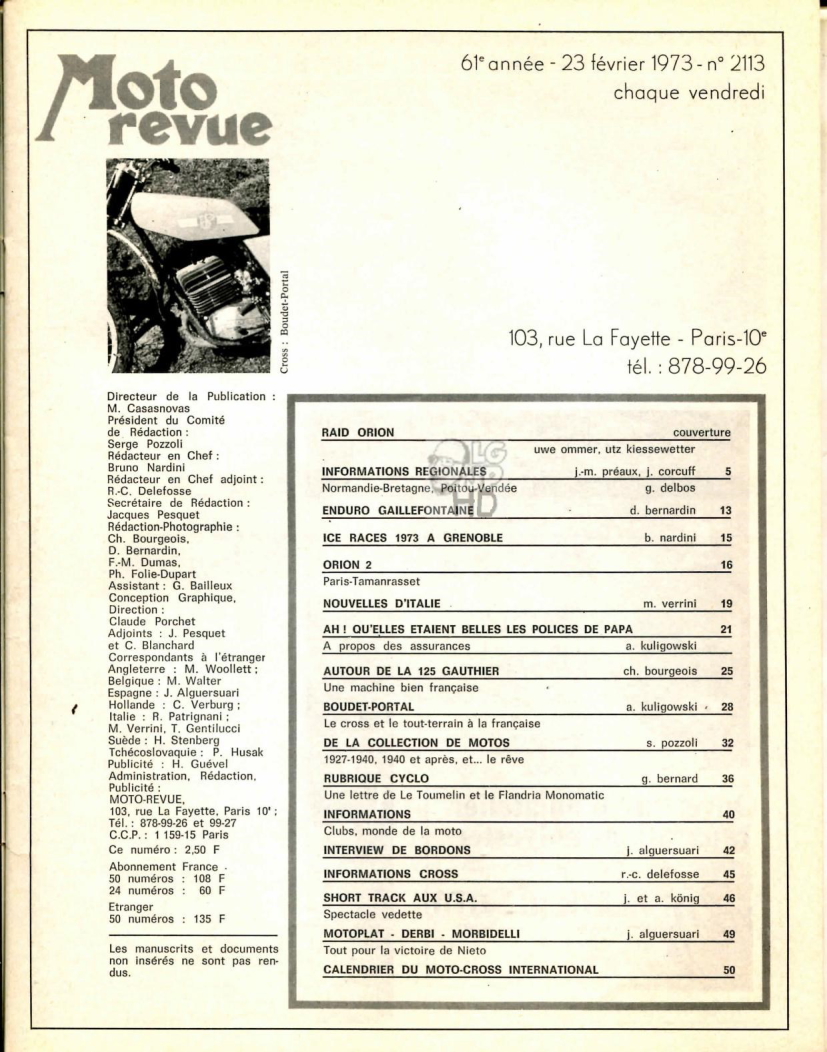 Moto
revue
61e année - 23 février 1973 - n° 2113
chaque vendredi
Cross : Boudet-Portal
103, rue La Fayette - Paris-10e
tél. : 878-99-26
Directeur de la Publication :
M. Casasnovas
Président du Comité
de Rédaction :
Serge Pozzoli
Rédacteur en Chef :
Bruno Nardini
Rédacteur en Chef adjoint :
R.-C. Delefosse
Secrétaire de Rédaction :
Jacques Pesquet
Rédaction-Photographie :
Ch. Bourgeois,
D. Bernardin,
F.-M. Dumas,
Ph. Folie-Dupart
Assistant : G. Bailleux
Conception Graphique,
Direction :
Claude Porchet
Adjoints : J. Pesquet
et C. Blanchard
Correspondants à l'étranger
Angleterre : M. Woollett ;
Belgique : M. Walter
Espagne : J. Alguersuari
Hollande : C. Verburg ;
Italie : R. Patrignani ;
M. Verrini, T. Gentilucci
Suède : H. Stenberg
Tchécoslovaquie : P. Husak
Publicité : H. Guével
Administration, Rédaction,
Publicité :
MOTO-REVUE,
103, rue La Fayette, Paris 10e ;
Tél. : 878-99-26 et 99-27
C.C.P. : 1 159-15 Paris
Ce numéro : 2,50 F
Abonnement France
50 numéros : 108 F
24 numéros : 60 F
Etranger
50 numéros : 135 F
Les manuscrits et documents
non insérés ne sont pas ren-
dus.
RAID ORION couverture
uwe ommer, utz kiessewetter
INFORMATIONS REGIONALES j.-m. préaux, j. corcuff 5
Normandie-Bretagne, Poitou-Vendée g. delbos
ENDURO GAILLEFONTAINE d. bernardin 13
ICE RACES 1973 A GRENOBLE b. nardini 15
ORION 2 16
Paris-Tamanrasset
NOUVELLES D'ITALIE m. verrini 19
AH ! QU'ELLES ETAIENT BELLES LES POLICES DE PAPA 21
A propos des assurances a. kuligowski
AUTOUR DE LA 125 GAUTHIER ch. bourgeois 25
Une machine bien française
BOUDET-PORTAL a. kuligowski 28
Le cross et le tout-terrain à la française
DE LA COLLECTION DE MOTOS s. pozzoli 32
1927-1940, 1940 et après, et... le rêve
RUBRIQUE CYCLO g. bernard 36
Une lettre de Le Toumelin et le Flandria Monomatic
INFORMATIONS 40
Clubs, monde de la moto
INTERVIEW DE BORDONS j. alguersuari 42
INFORMATIONS CROSS r.-c. delefosse 45
SHORT TRACK AUX U.S.A. j. et a. könig 46
Spectacle vedette
MOTOPLAT - DERBI - MORBIDELLI j. alguersuari 49
Tout pour la victoire de Nieto
CALENDRIER DU MOTO-CROSS INTERNATIONAL 50